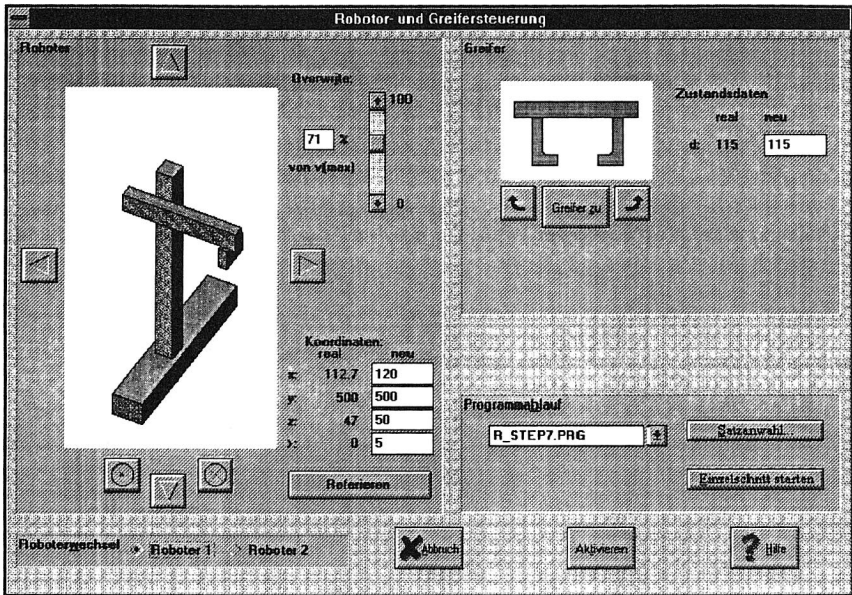 Robotor- und Greifersteuerung
Roboter
Overwrite:
100
71 %
von v(max)
0
Koordinaten:
real neu
x: 112.7 120
y: 500 500
z: 47 50
0 5
Referieren
Greifer
Zustandsdaten
real neu
d: 115 115
Greifer zu
Programmablauf
R_STEP7.PRG
Satzanwahl...
Einzelschritt starten
Roboterwechsel Roboter 1 Roboter 2
Abbruch
Aktivieren
Hilfe